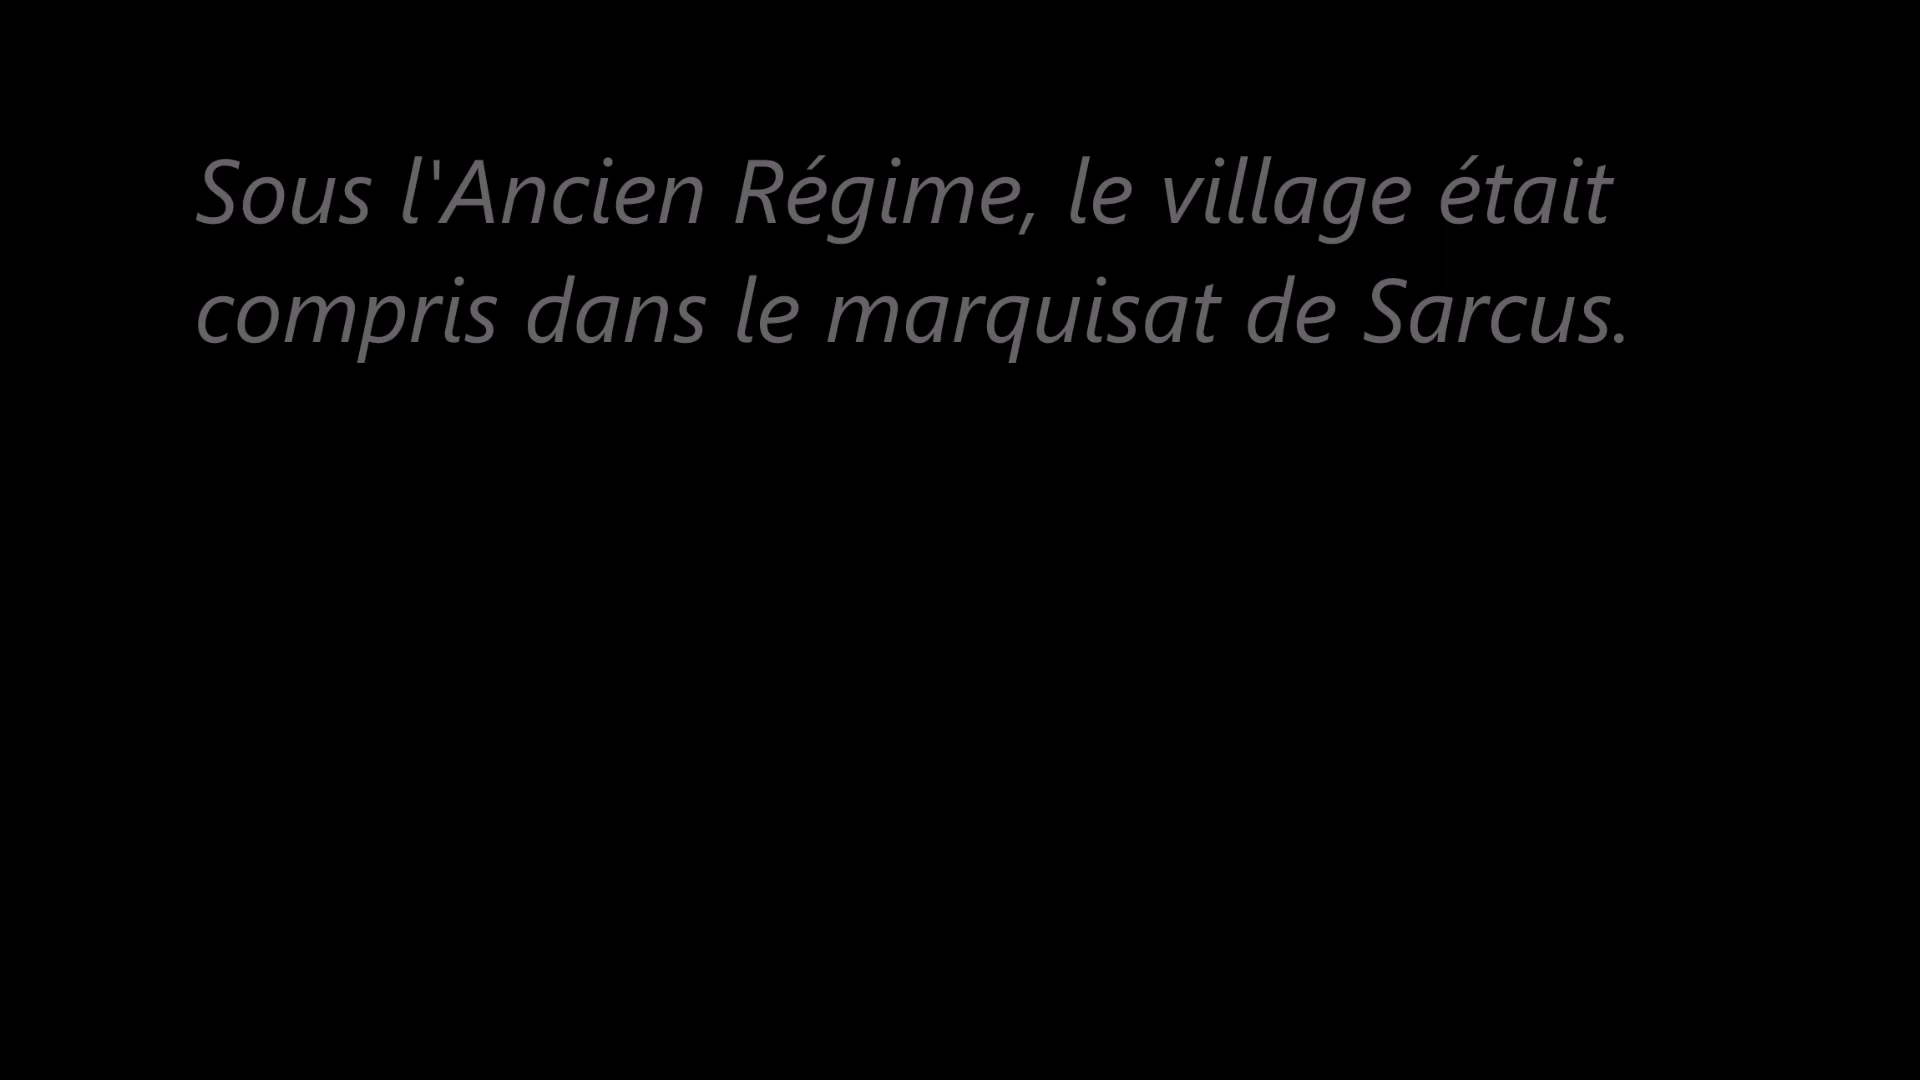 Sous l'Ancien Régime, le village était
compris dans le marquisat de Sarcus.